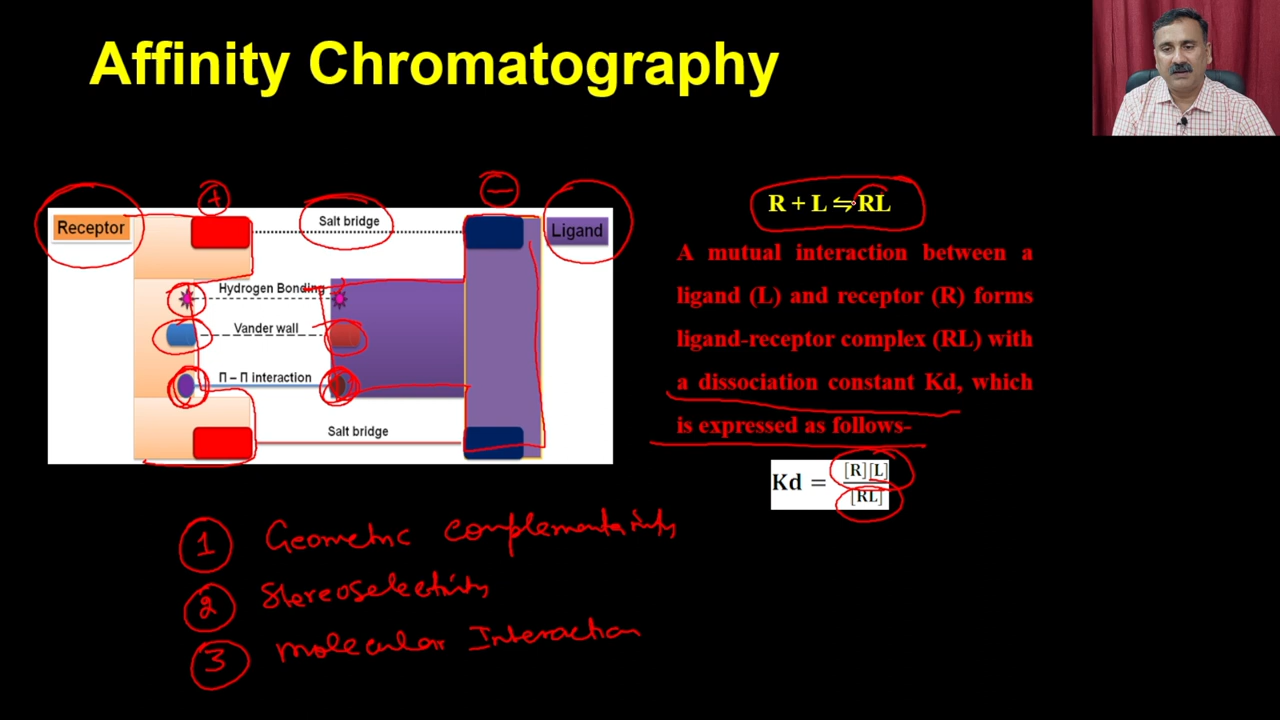 Affinity Chromatography
+
−
Receptor
Salt bridge
Ligand
Hydrogen Bonding
Vander wall
Π – Π interaction
Salt bridge
R + L ⇋ RL
A mutual interaction between a
ligand (L) and receptor (R) forms
ligand-receptor complex (RL) with
a dissociation constant Kd, which
is expressed as follows-
Kd = [R][L]
[RL]
1 Geometric complementarity
2 Stereoselectivity
3 Molecular Interaction